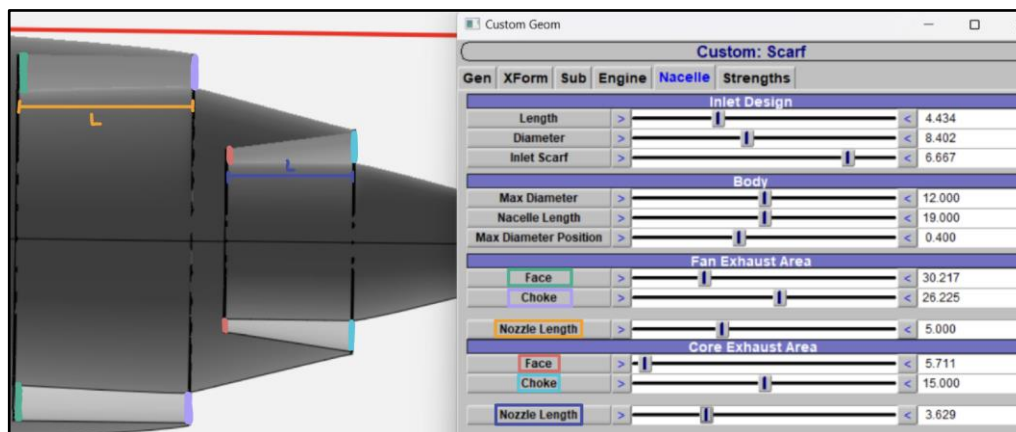 Custom Geom
Custom: Scarf
Gen XForm Sub Engine Nacelle Strengths
Inlet Design
Length > < 4.434
Diameter > < 8.402
Inlet Scarf > < 6.667
Body
Max Diameter > < 12.000
Nacelle Length > < 19.000
Max Diameter Position > < 0.400
Fan Exhaust Area
Face > < 30.217
Choke > < 26.225
Nozzle Length > < 5.000
Core Exhaust Area
Face > < 5.711
Choke > < 15.000
Nozzle Length > < 3.629
L
L